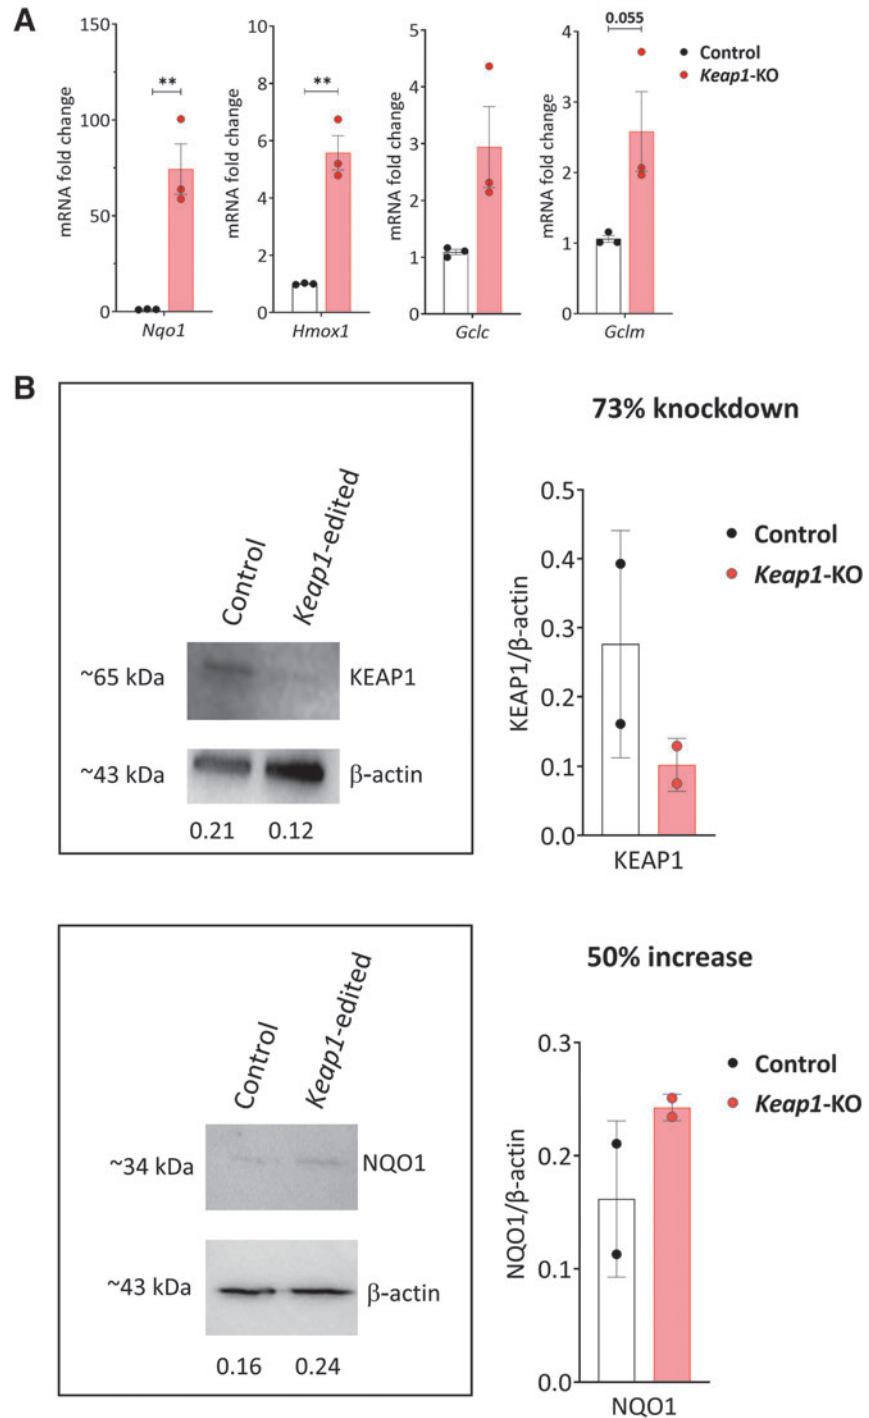 A
150
100
50
0
mRNA fold change
**
Nqo1
10
8
6
4
2
0
mRNA fold change
**
Hmox1
5
4
3
2
1
0
mRNA fold change
Gclc
4
3
2
1
0
mRNA fold change
0.055
Gclm
Control
Keap1-KO
B
Control
Keap1-edited
~65 kDa
KEAP1
~43 kDa
β-actin
0.21 0.12
73% knockdown
0.5
0.4
0.3
0.2
0.1
0.0
KEAP1/β-actin
KEAP1
Control
Keap1-KO
Control
Keap1-edited
~34 kDa
NQO1
~43 kDa
β-actin
0.16 0.24
50% increase
0.3
0.2
0.1
0.0
NQO1/β-actin
NQO1
Control
Keap1-KO